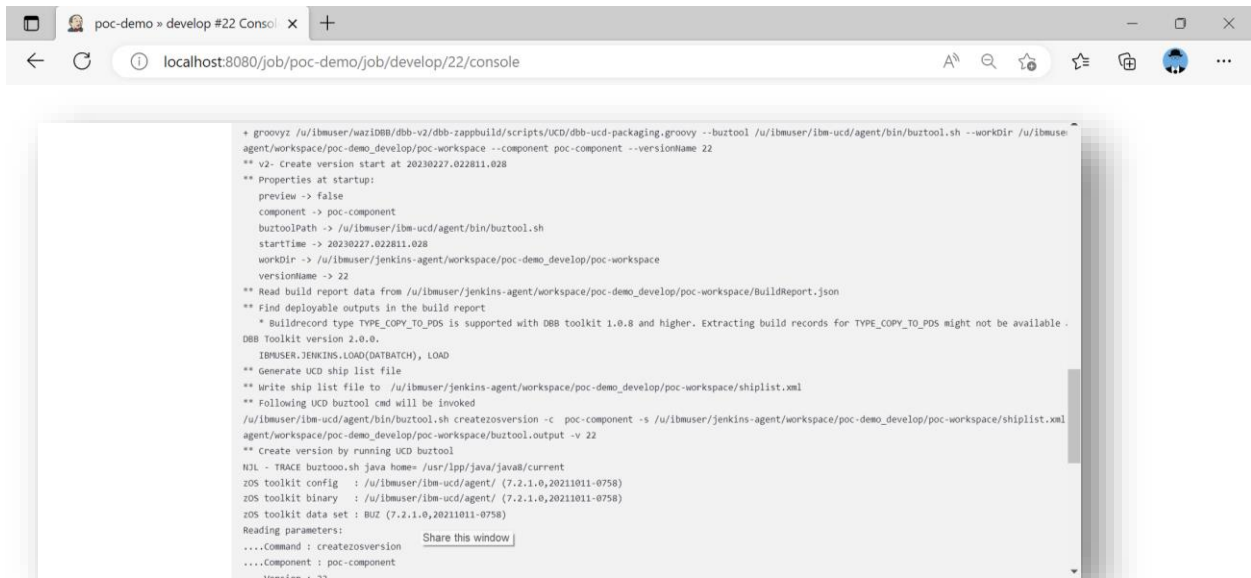 poc-demo » develop #22 Consol
localhost:8080/job/poc-demo/job/develop/22/console
+ groovyz /u/ibmuser/waziDBB/dbb-v2/dbb-zappbuild/scripts/UCD/dbb-ucd-packaging.groovy --buztool /u/ibmuser/ibm-ucd/agent/bin/buztool.sh --workDir /u/ibmuse
agent/workspace/poc-demo_develop/poc-workspace --component poc-component --versionName 22
** v2- Create version start at 20230227.022811.028
** Properties at startup:
preview -> false
component -> poc-component
buztoolPath -> /u/ibmuser/ibm-ucd/agent/bin/buztool.sh
startTime -> 20230227.022811.028
workDir -> /u/ibmuser/jenkins-agent/workspace/poc-demo_develop/poc-workspace
versionName -> 22
** Read build report data from /u/ibmuser/jenkins-agent/workspace/poc-demo_develop/poc-workspace/BuildReport.json
** Find deployable outputs in the build report
* Buildrecord type TYPE_COPY_TO_PDS is supported with DBB toolkit 1.0.8 and higher. Extracting build records for TYPE_COPY_TO_PDS might not be available
DBB Toolkit version 2.0.0.
IBMUSER.JENKINS.LOAD(DATBATCH), LOAD
** Generate UCD ship list file
** Write ship list file to /u/ibmuser/jenkins-agent/workspace/poc-demo_develop/poc-workspace/shiplist.xml
** Following UCD buztool cmd will be invoked
/u/ibmuser/ibm-ucd/agent/bin/buztool.sh createzosversion -c poc-component -s /u/ibmuser/jenkins-agent/workspace/poc-demo_develop/poc-workspace/shiplist.xml
agent/workspace/poc-demo_develop/poc-workspace/buztool.output -v 22
** Create version by running UCD buztool
NJL - TRACE buztooo.sh java home= /usr/lpp/java/java8/current
zOS toolkit config : /u/ibmuser/ibm-ucd/agent/ (7.2.1.0,20211011-0758)
zOS toolkit binary : /u/ibmuser/ibm-ucd/agent/ (7.2.1.0,20211011-0758)
zOS toolkit data set : BUZ (7.2.1.0,20211011-0758)
Reading parameters:
Share this window
....Command : createzosversion
....Component : poc-component
....Version : 22